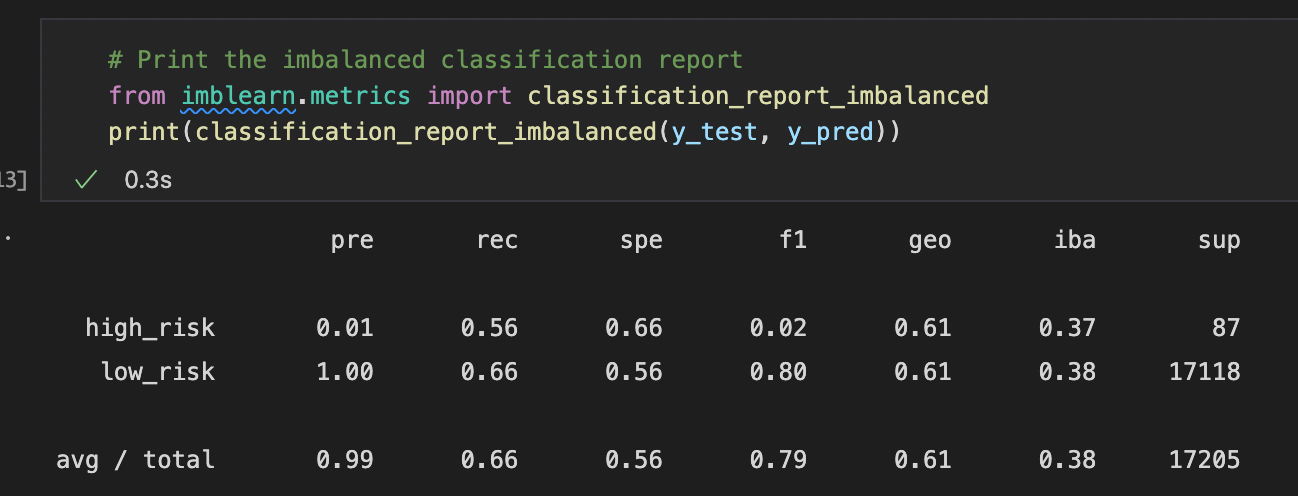 # Print the imbalanced classification report
from imblearn.metrics import classification_report_imbalanced
print(classification_report_imbalanced(y_test, y_pred))
13] ✓ 0.3s
pre rec spe f1 geo iba sup
high_risk 0.01 0.56 0.66 0.02 0.61 0.37 87
low_risk 1.00 0.66 0.56 0.80 0.61 0.38 17118
avg / total 0.99 0.66 0.56 0.79 0.61 0.38 17205